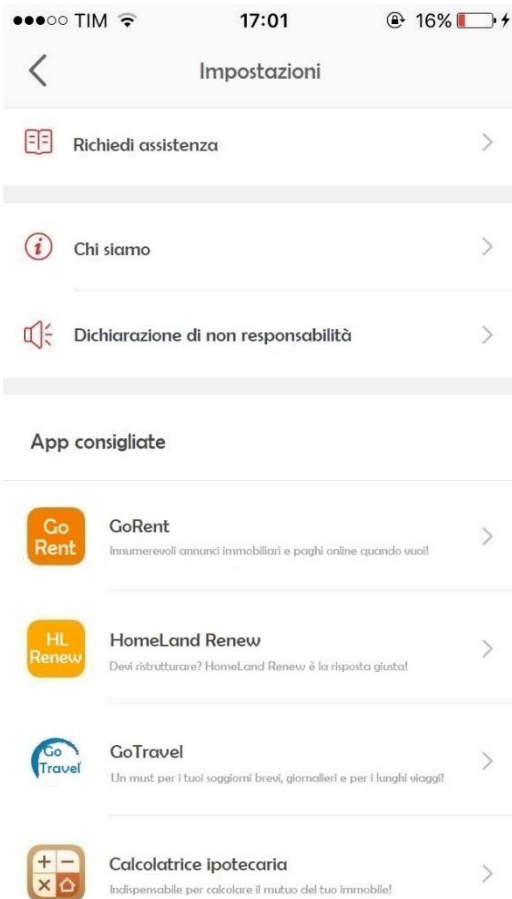 TIM 17:01 16%
Impostazioni
Richiedi assistenza
Chi siamo
Dichiarazione di non responsabilità
App consigliate
Go
Rent
GoRent
Innumerevoli annunci immobiliari e paghi online quando vuoi!
HL
Renew
HomeLand Renew
Devi ristrutturare? HomeLand Renew è la risposta giusta!
Go
Travel
GoTravel
Un must per i tuoi soggiorni brevi, giornalieri e per i lunghi viaggi!
Calcolatrice ipotecaria
Indispensabile per calcolare il mutuo del tuo immobile!